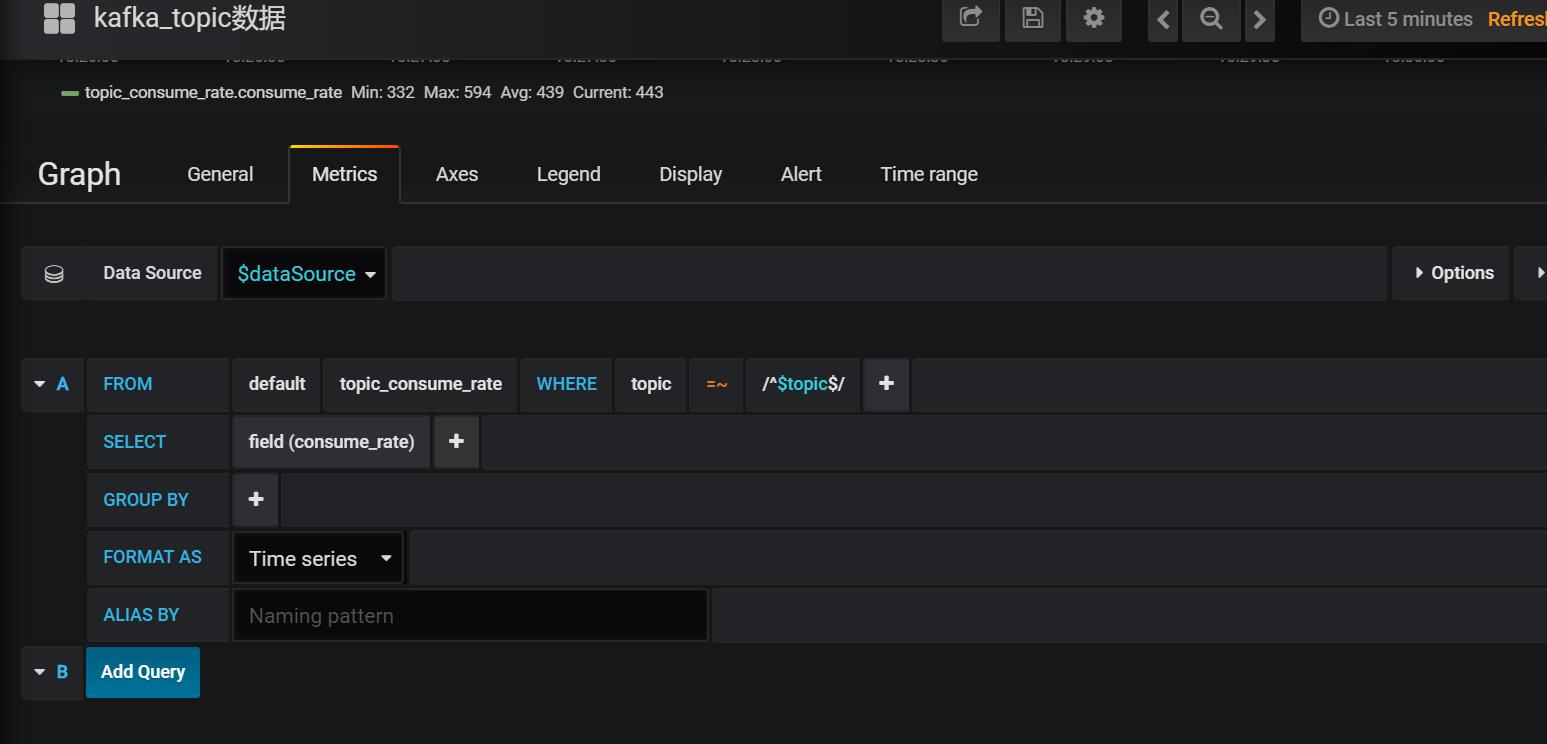 kafka_topic数据
Last 5 minutes Refres
topic_consume_rate.consume_rate Min: 332 Max: 594 Avg: 439 Current: 443
Graph General Metrics Axes Legend Display Alert Time range
Data Source $dataSource Options
A FROM default topic_consume_rate WHERE topic =~ /^$topic$/ +
SELECT field (consume_rate) +
GROUP BY +
FORMAT AS Time series
ALIAS BY Naming pattern
B Add Query